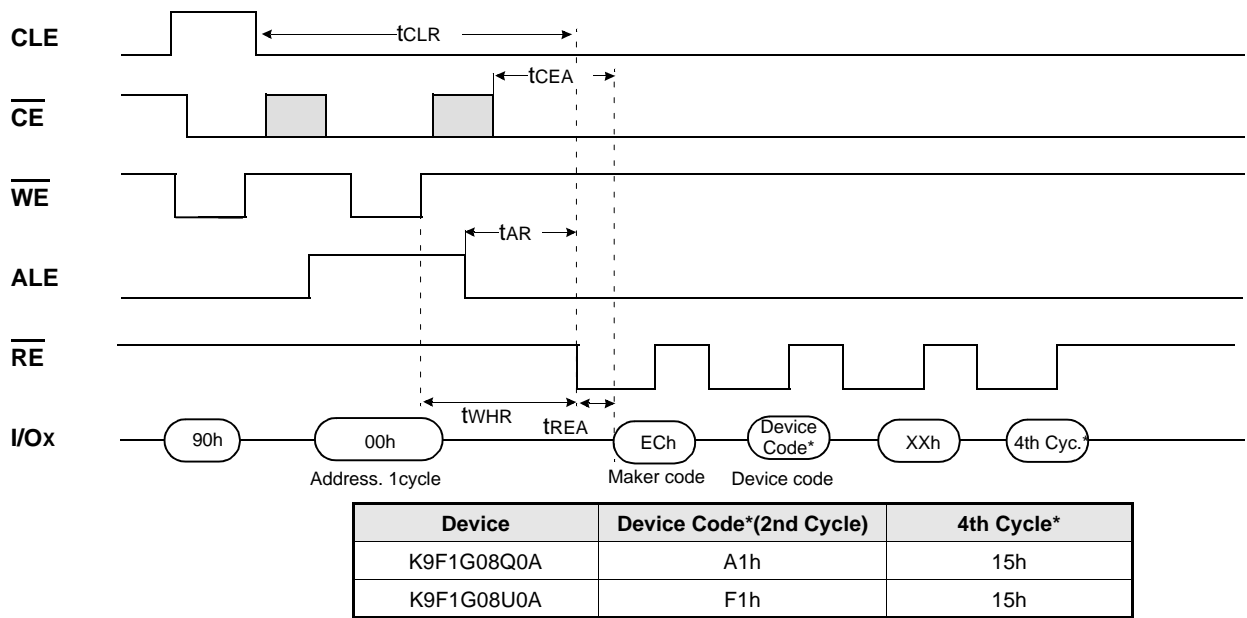 CLE
tCLR
tCEA
CE
WE
tAR
ALE
RE
tWHR
tREA
I/Ox
90h
00h
ECh
Device
Code*
XXh
4th Cyc.*
Address. 1cycle
Maker code
Device code
Device
Device Code*(2nd Cycle)
4th Cycle*
K9F1G08Q0A
A1h
15h
K9F1G08U0A
F1h
15h